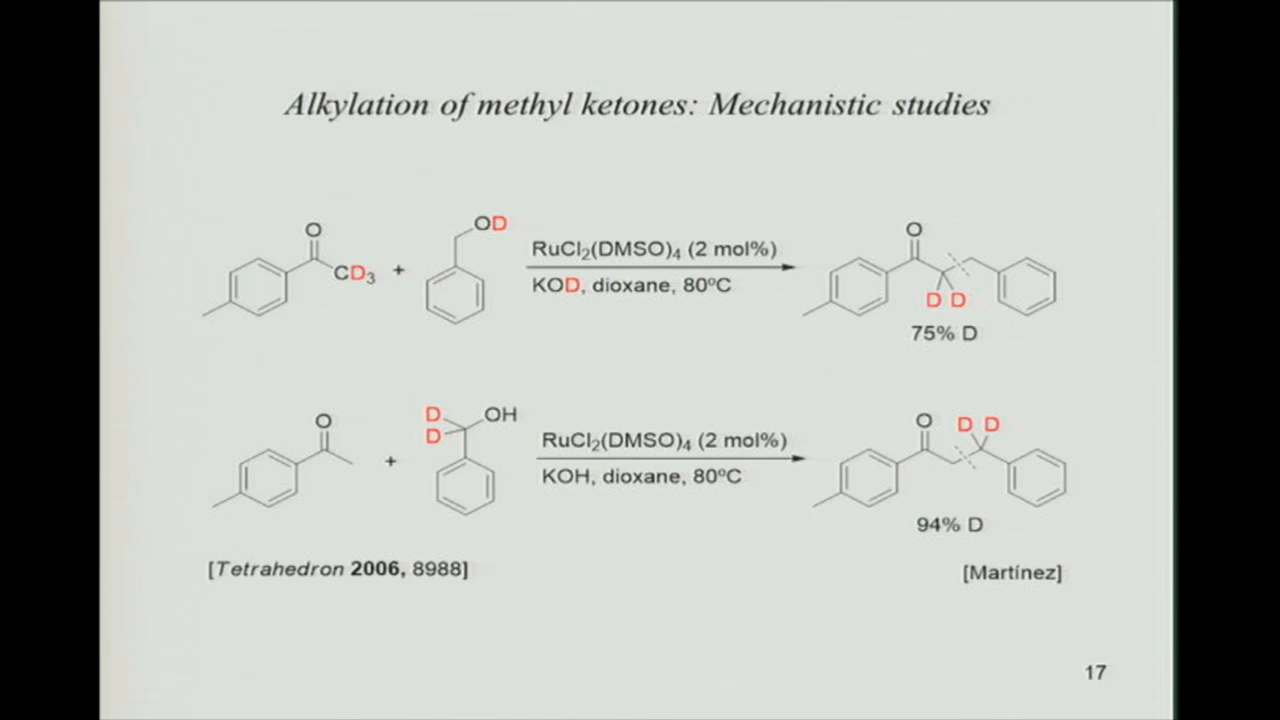 Alkylation of methyl ketones: Mechanistic studies
O
CD3
+
OD
RuCl2(DMSO)4 (2 mol%)
KOD, dioxane, 80ºC
O
D D
75% D
O
+
D
D
OH
RuCl2(DMSO)4 (2 mol%)
KOH, dioxane, 80ºC
O
D D
94% D
[Tetrahedron 2006, 8988]
[Martínez]
17